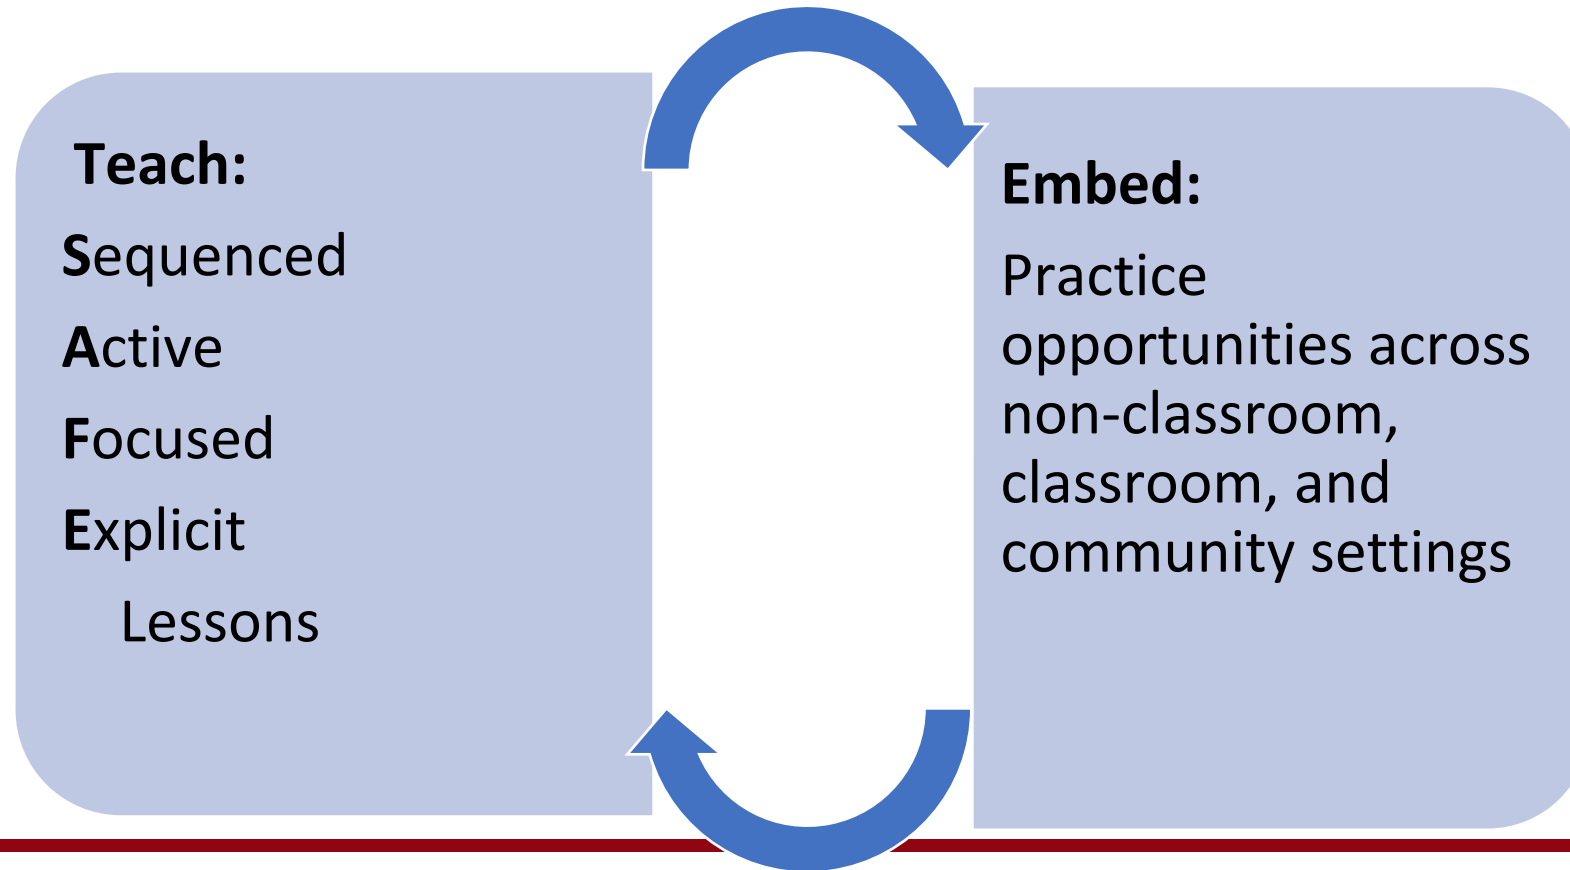 Teach:
Sequenced
Active
Focused
Explicit
Lessons
Embed:
Practice
opportunities across
non-classroom,
classroom, and
community settings